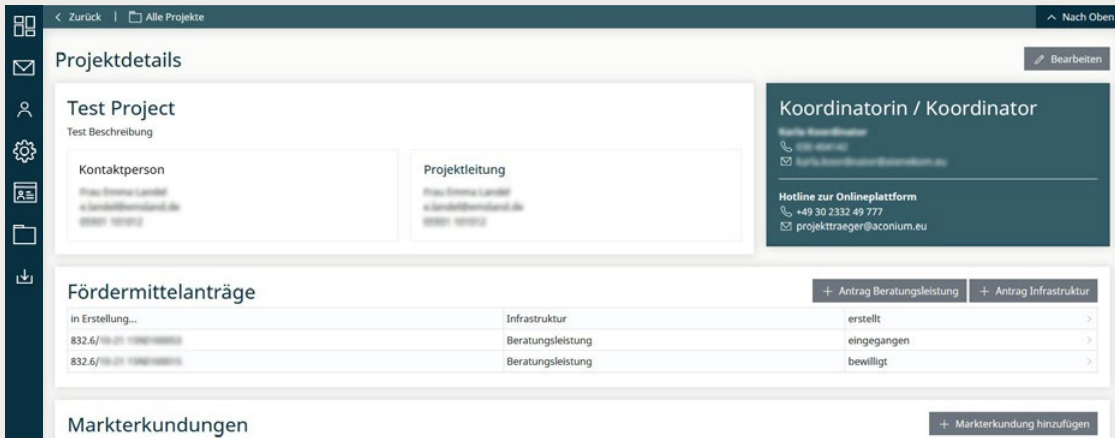 Zurück | Alle Projekte
Nach Oben
Projektdetails
Bearbeiten
Test Project
Test Beschreibung
Kontaktperson
Projektleitung
Koordinatorin / Koordinator
Hotline zur Onlineplattform
+49 30 2332 49 777
projekttraeger@aconium.eu
Fördermittelanträge
+ Antrag Beratungsleistung
+ Antrag Infrastruktur
in Erstellung... Infrastruktur erstellt
832.6/ Beratungsleistung eingegangen
832.6/ Beratungsleistung bewilligt
Markterkundungen
+ Markterkundung hinzufügen